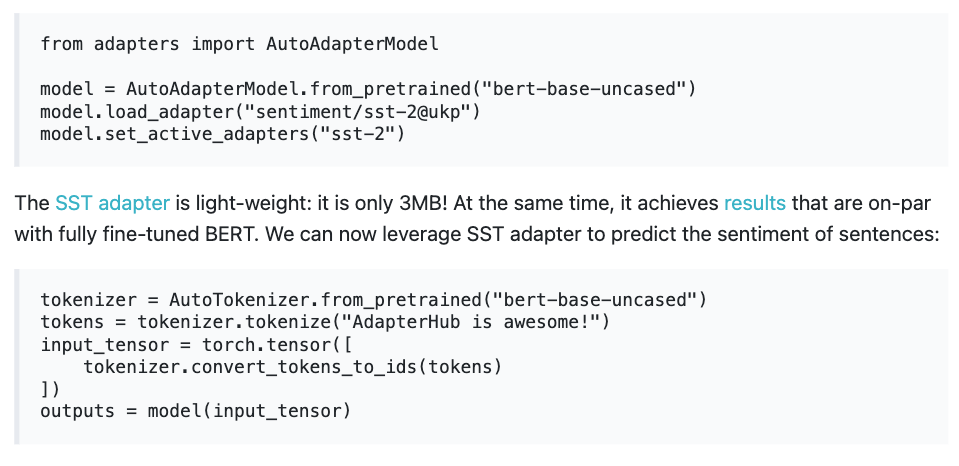 from adapters import AutoAdapterModel
model = AutoAdapterModel.from_pretrained("bert-base-uncased")
model.load_adapter("sentiment/sst-2@ukp")
model.set_active_adapters("sst-2")
The SST adapter is light-weight: it is only 3MB! At the same time, it achieves results that are on-par
with fully fine-tuned BERT. We can now leverage SST adapter to predict the sentiment of sentences:
tokenizer = AutoTokenizer.from_pretrained("bert-base-uncased")
tokens = tokenizer.tokenize("AdapterHub is awesome!")
input_tensor = torch.tensor([
    tokenizer.convert_tokens_to_ids(tokens)
])
outputs = model(input_tensor)